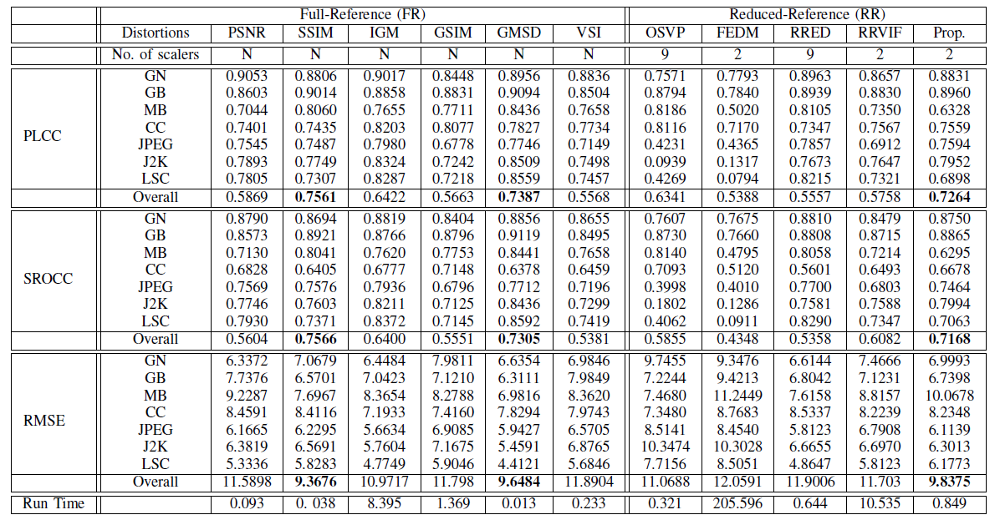 Full-Reference (FR) Reduced-Reference (RR)
Distortions PSNR SSIM IGM GSIM GMSD VSI OSVP FEDM RRED RRVIF Prop.
No. of scalers N N N N N N 9 2 9 2 2
GN 0.9053 0.8806 0.9017 0.8448 0.8956 0.8836 0.7571 0.7793 0.8963 0.8657 0.8831
GB 0.8603 0.9014 0.8858 0.8831 0.9094 0.8504 0.8794 0.7840 0.8939 0.8830 0.8960
MB 0.7044 0.8060 0.7655 0.7711 0.8436 0.7658 0.8186 0.5020 0.8105 0.7350 0.6328
CC 0.7401 0.7435 0.8203 0.8077 0.7827 0.7734 0.8116 0.7170 0.7347 0.7567 0.7559
PLCC JPEG 0.7545 0.7487 0.7980 0.6778 0.7746 0.7149 0.4231 0.4365 0.7857 0.6912 0.7594
J2K 0.7893 0.7749 0.8324 0.7242 0.8509 0.7498 0.0939 0.1317 0.7673 0.7647 0.7952
LSC 0.7805 0.7307 0.8287 0.7218 0.8559 0.7457 0.4269 0.0794 0.8215 0.7321 0.6898
Overall 0.5869 0.7561 0.6422 0.5663 0.7387 0.5568 0.6341 0.5388 0.5557 0.5758 0.7264
GN 0.8790 0.8694 0.8819 0.8404 0.8856 0.8655 0.7607 0.7675 0.8810 0.8479 0.8750
GB 0.8573 0.8921 0.8766 0.8796 0.9119 0.8495 0.8730 0.7660 0.8808 0.8715 0.8865
MB 0.7130 0.8041 0.7620 0.7753 0.8441 0.7658 0.8140 0.4795 0.8058 0.7214 0.6295
CC 0.6828 0.6405 0.6777 0.7148 0.6378 0.6459 0.7093 0.5120 0.5601 0.6493 0.6678
SROCC JPEG 0.7569 0.7576 0.7936 0.6796 0.7712 0.7196 0.3998 0.4010 0.7700 0.6803 0.7464
J2K 0.7746 0.7603 0.8211 0.7125 0.8436 0.7299 0.1802 0.1286 0.7581 0.7588 0.7994
LSC 0.7930 0.7371 0.8372 0.7145 0.8592 0.7419 0.4062 0.0911 0.8290 0.7347 0.7063
Overall 0.5604 0.7566 0.6400 0.5551 0.7305 0.5381 0.5855 0.4348 0.5358 0.6082 0.7168
GN 6.3372 7.0679 6.4484 7.9811 6.6354 6.9846 9.7455 9.3476 6.6144 7.4666 6.9993
GB 7.7376 6.5701 7.0423 7.1210 6.3111 7.9849 7.2244 9.4213 6.8042 7.1231 6.7398
MB 9.2287 7.6967 8.3654 8.2788 6.9816 8.3620 7.4680 11.2449 7.6158 8.8157 10.0678
CC 8.4591 8.4116 7.1933 7.4160 7.8294 7.9743 7.3480 8.7683 8.5337 8.2239 8.2348
RMSE JPEG 6.1665 6.2295 5.6634 6.9085 5.9427 6.5705 8.5141 8.4540 5.8123 6.7908 6.1139
J2K 6.3819 6.5691 5.7604 7.1675 5.4591 6.8765 10.3474 10.3028 6.6655 6.6970 6.3013
LSC 5.3336 5.8283 4.7749 5.9046 4.4121 5.6846 7.7156 8.5051 4.8647 5.8123 6.1773
Overall 11.5898 9.3676 10.9717 11.798 9.6484 11.8904 11.0688 12.0591 11.9006 11.703 9.8375
Run Time 0.093 0. 038 8.395 1.369 0.013 0.233 0.321 205.596 0.644 10.535 0.849